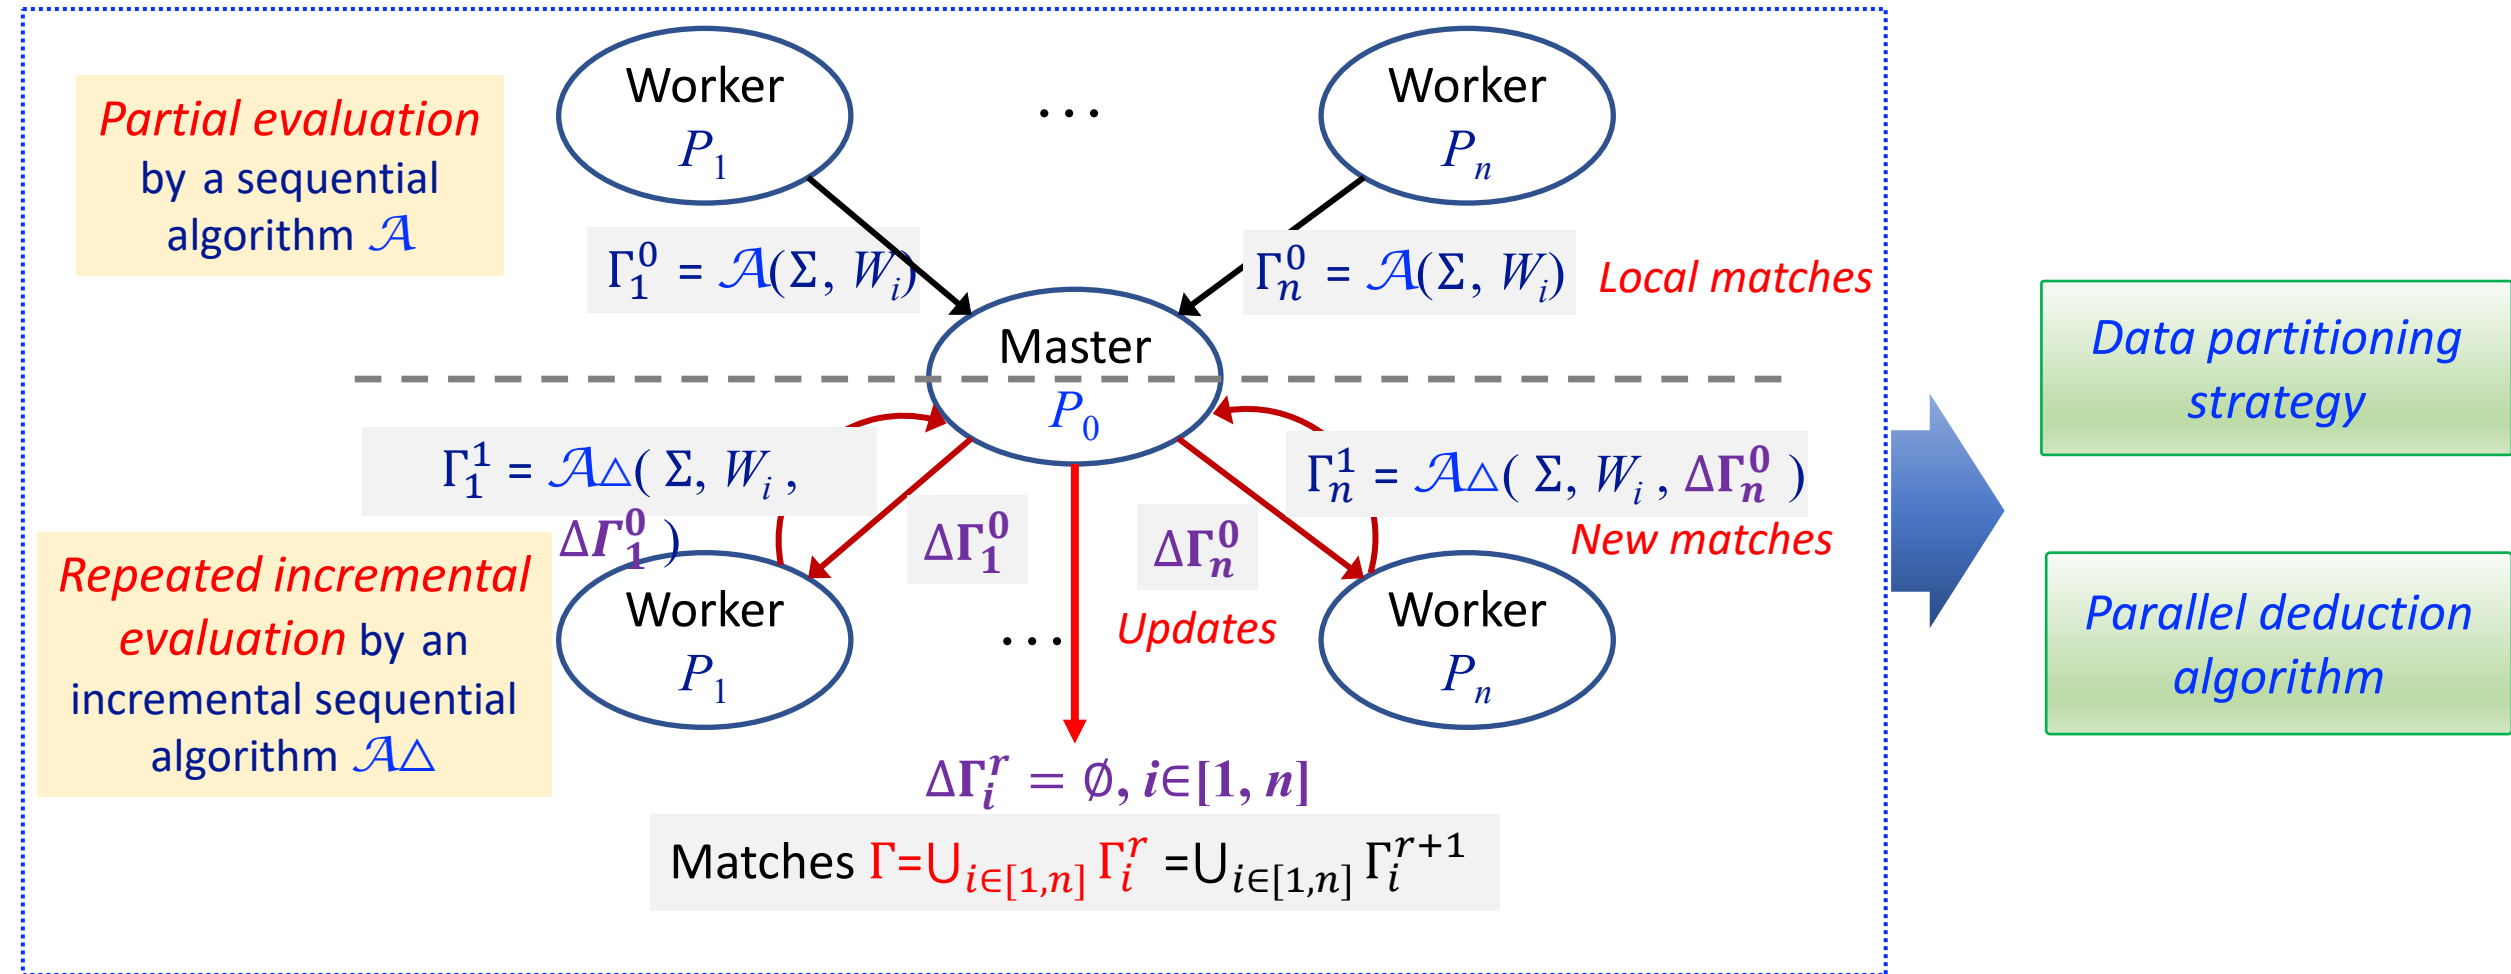 Worker
P₁
…
Worker
Pₙ
Partial evaluation
by a sequential
algorithm 𝒜
Γ₁⁰ = 𝒜(Σ, Wᵢ)
Γₙ⁰ = 𝒜(Σ, Wᵢ)
Local matches
Master
P₀
Γ₁¹ = 𝒜△( Σ, Wᵢ ,
ΔΓ₁⁰ )
ΔΓ₁⁰
ΔΓₙ⁰
Γₙ¹ = 𝒜△( Σ, Wᵢ , ΔΓₙ⁰ )
New matches
Updates
Repeated incremental
evaluation by an
incremental sequential
algorithm 𝒜△
Worker
P₁
…
Worker
Pₙ
ΔΓᵢʳ = ∅, i∈[1, n]
Matches Γ=⋃_{i∈[1,n]} Γᵢʳ =⋃_{i∈[1,n]} Γᵢʳ⁺¹
Data partitioning
strategy
Parallel deduction
algorithm